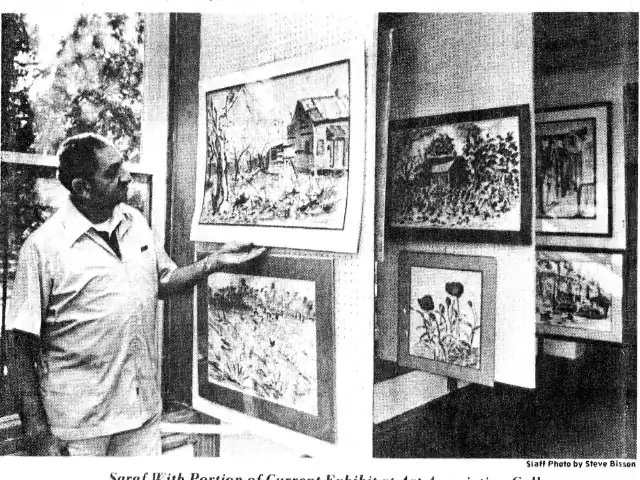 Staff Photo by Steve Bisson
Saraf With Portion of Current Exhibit at Art Association